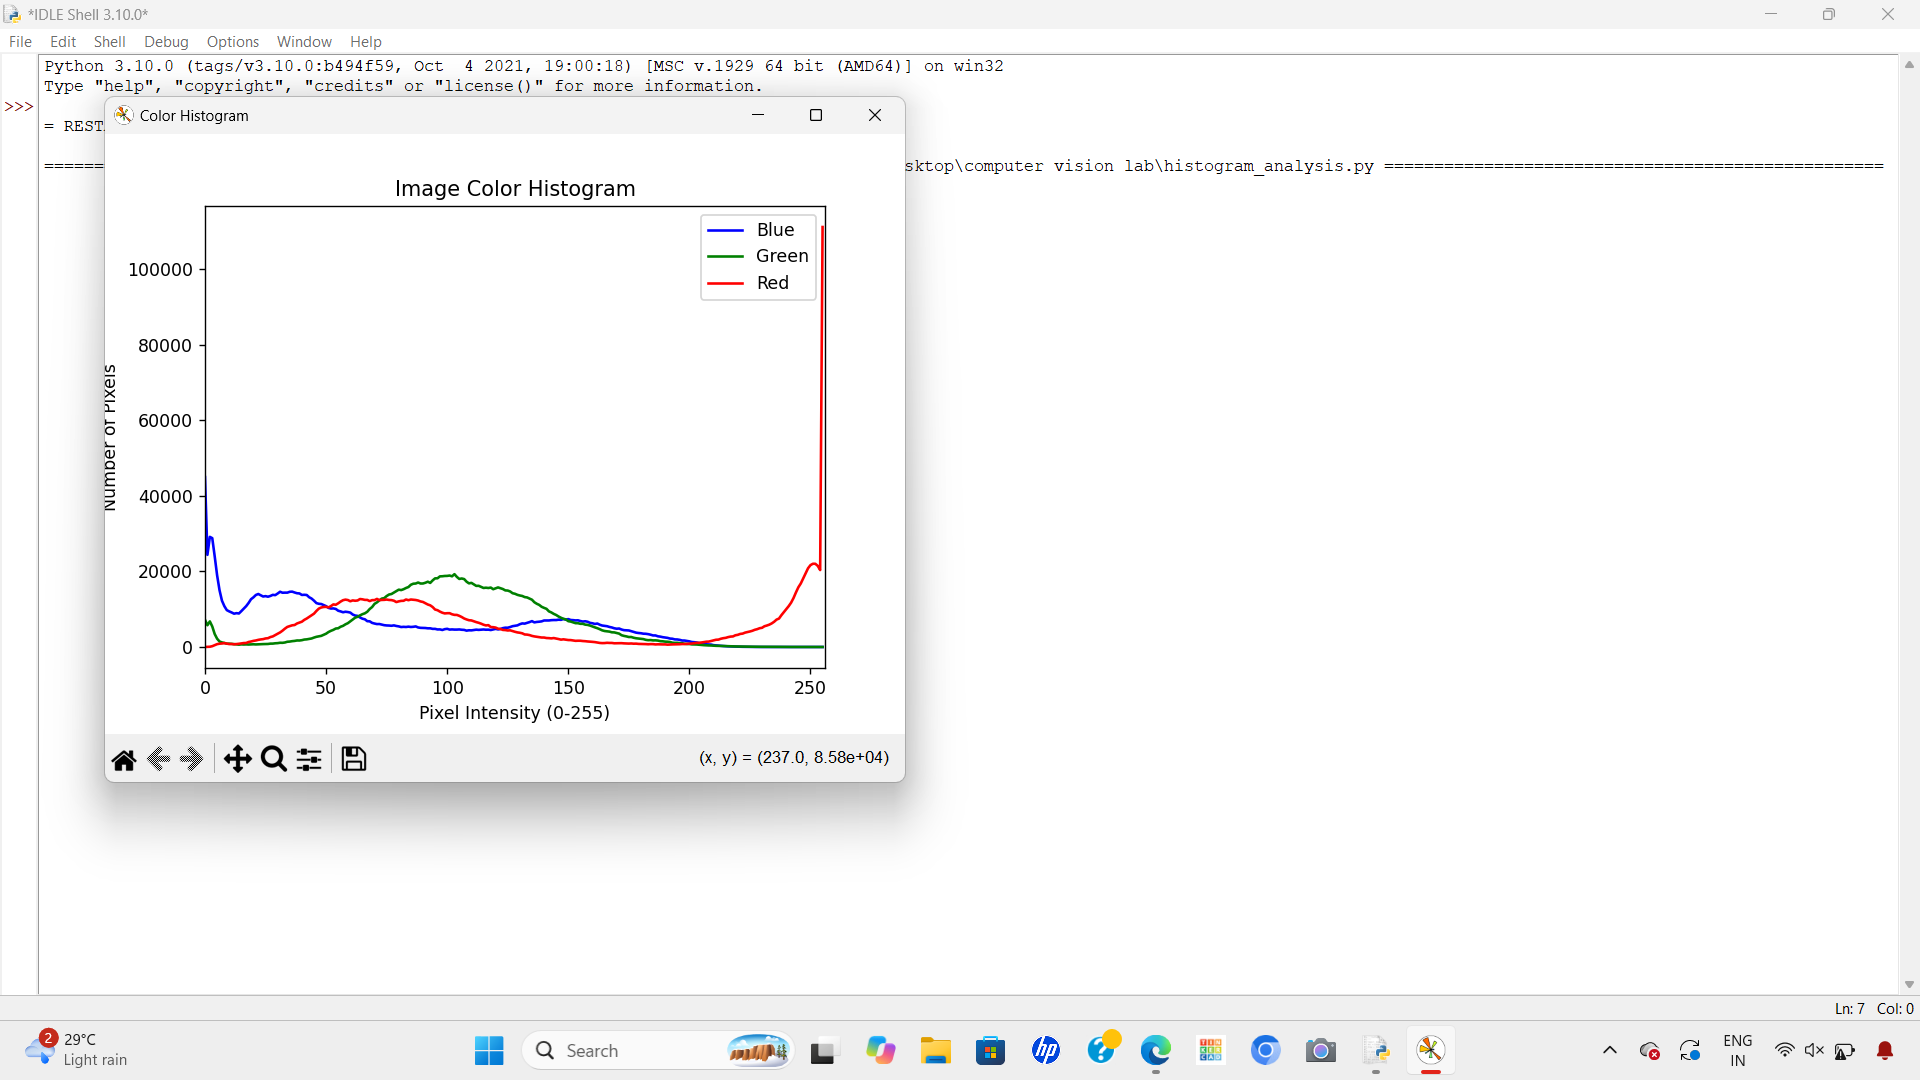 *IDLE Shell 3.10.0*
File Edit Shell Debug Options Window Help
Python 3.10.0 (tags/v3.10.0:b494f59, Oct  4 2021, 19:00:18) [MSC v.1929 64 bit (AMD64)] on win32
Type "help", "copyright", "credits" or "license()" for more information.
>>>
= REST
====== sktop\computer vision lab\histogram_analysis.py ==================================================
Color Histogram
Image Color Histogram
Blue
Green
Red
100000
80000
60000
40000
20000
0
Number of Pixels
0 50 100 150 200 250
Pixel Intensity (0-255)
(x, y) = (237.0, 8.58e+04)
Ln: 7 Col: 0
2
29°C
Light rain
Search
hp
TIN
KER
CAD
ENG
IN